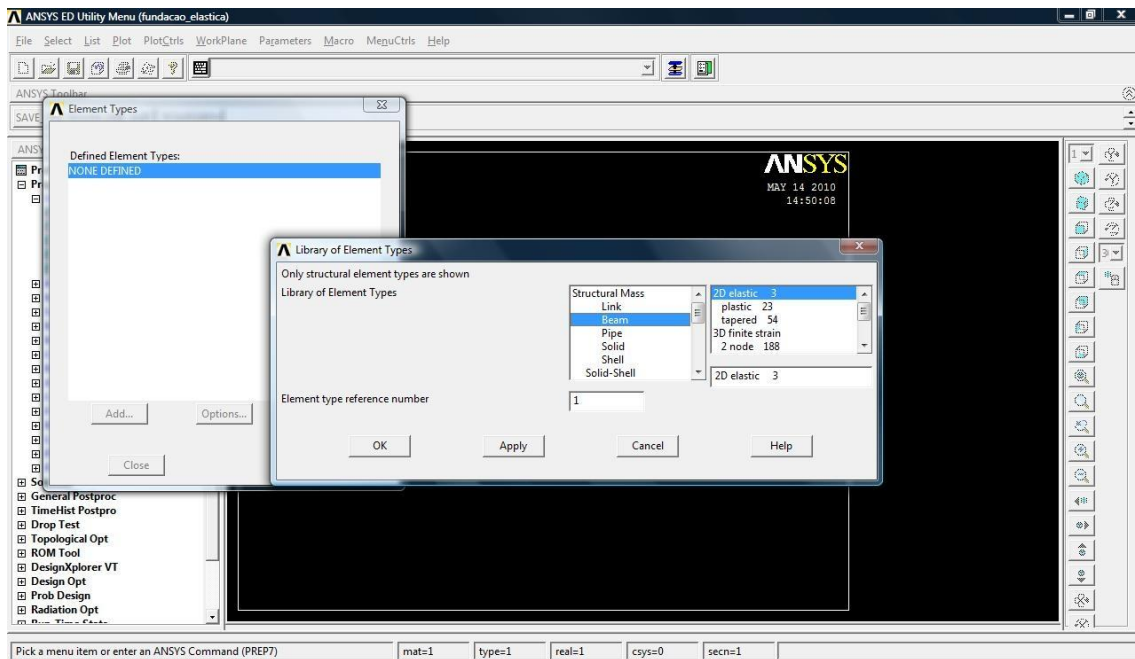 ANSYS ED Utility Menu (fundacao_elastica)
File Select List Plot PlotCtrls WorkPlane Parameters Macro MenuCtrls Help
ANSYS Toolbar
SAVE
Element Types
Defined Element Types:
NONE DEFINED
Add... Options...
Close
ANSYS
MAY 14 2010
14:50:08
Library of Element Types
Only structural element types are shown
Library of Element Types
Structural Mass
Link
Beam
Pipe
Solid
Shell
Solid-Shell
2D elastic 3
plastic 23
tapered 54
3D finite strain
2 node 188
2D elastic 3
Element type reference number
1
OK Apply Cancel Help
General Postproc
TimeHist Postpro
Drop Test
Topological Opt
ROM Tool
DesignXplorer VT
Design Opt
Prob Design
Radiation Opt
1
Pick a menu item or enter an ANSYS Command (PREP7) mat=1 type=1 real=1 csys=0 secn=1